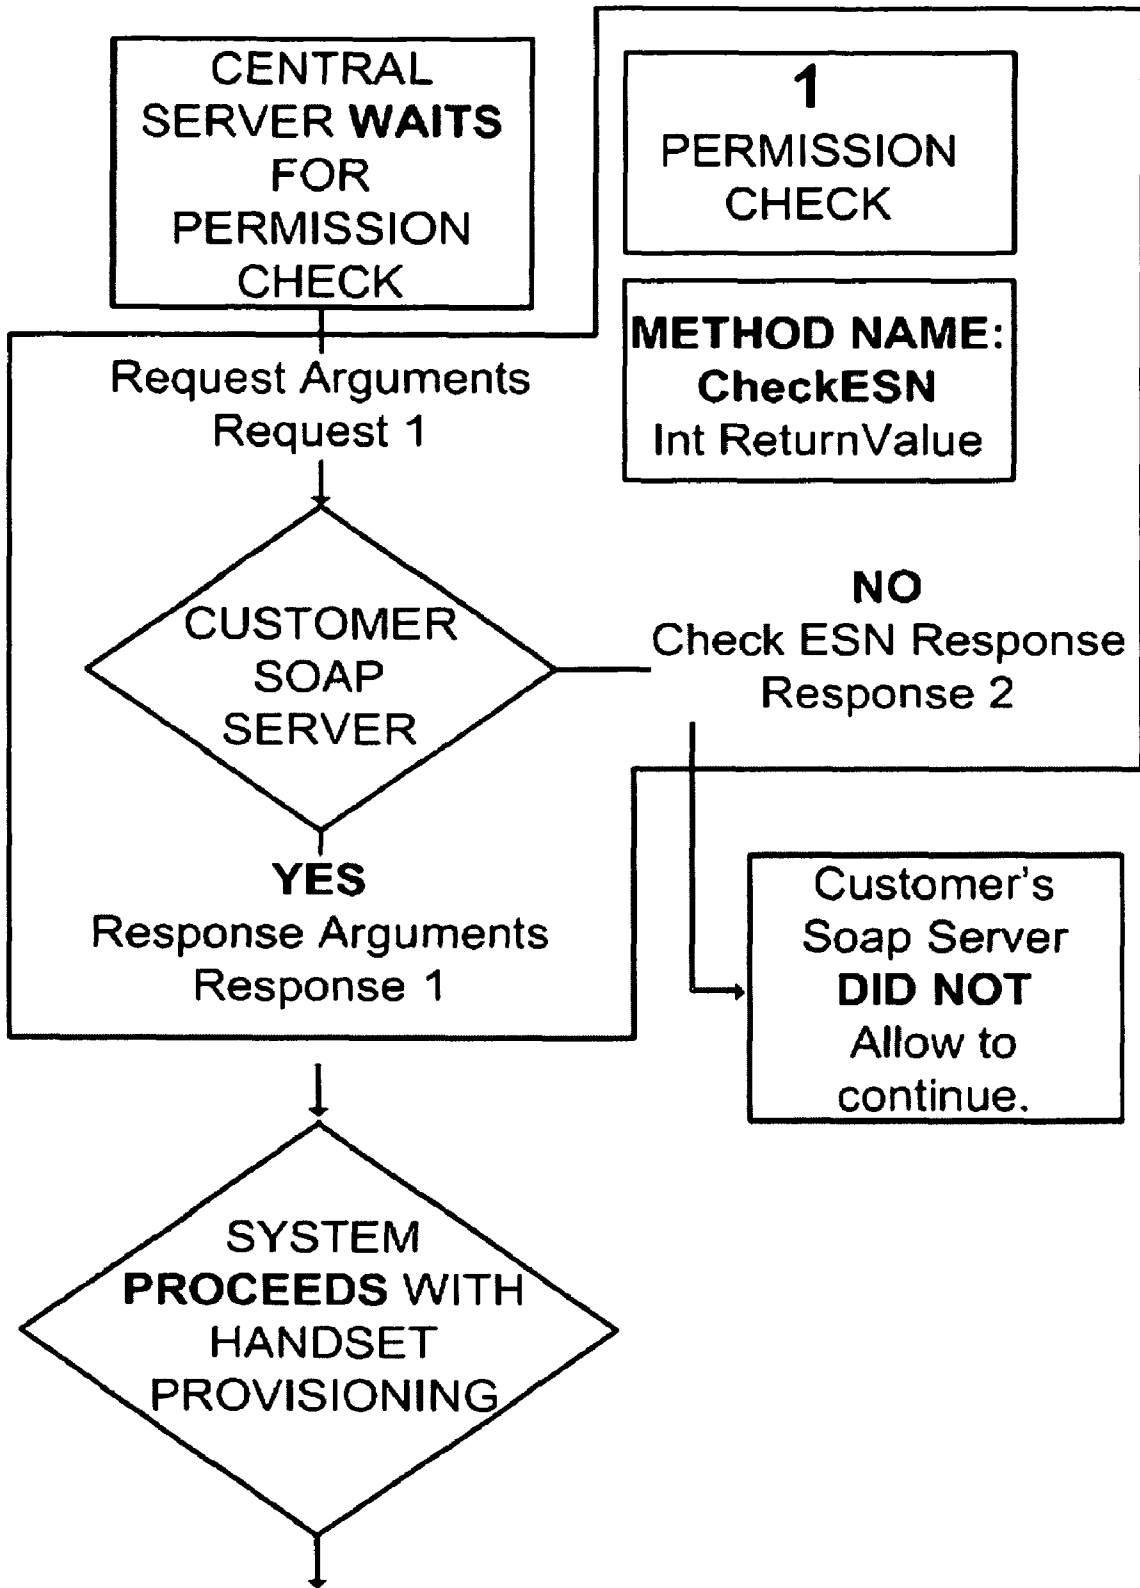 CENTRAL
SERVER WAITS
FOR
PERMISSION
CHECK
1
PERMISSION
CHECK
METHOD NAME:
CheckESN
Int ReturnValue
Request Arguments
Request 1
CUSTOMER
SOAP
SERVER
NO
Check ESN Response
Response 2
YES
Response Arguments
Response 1
Customer's
Soap Server
DID NOT
Allow to
continue.
SYSTEM
PROCEEDS WITH
HANDSET
PROVISIONING